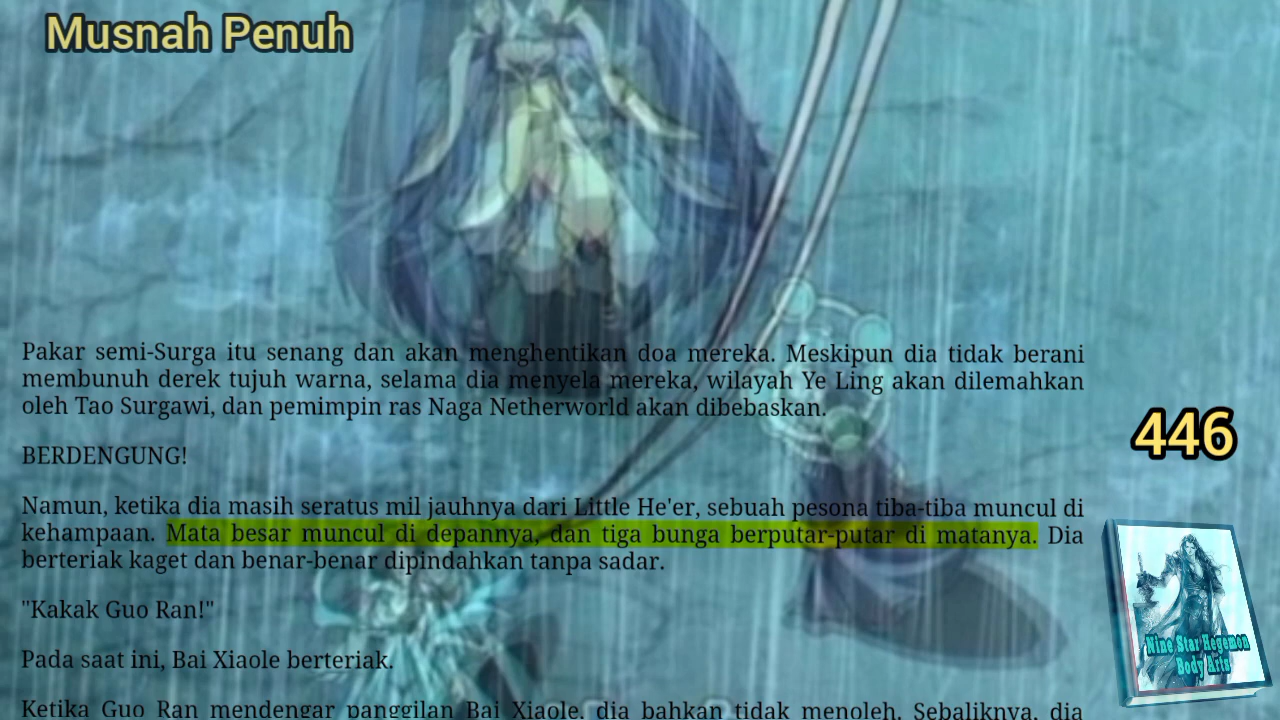 Musnah Penuh
Pakar semi-Surga itu senang dan akan menghentikan doa mereka. Meskipun dia tidak berani
membunuh derek tujuh warna, selama dia menyela mereka, wilayah Ye Ling akan dilemahkan
oleh Tao Surgawi, dan pemimpin ras Naga Netherworld akan dibebaskan.
BERDENGUNG!
Namun, ketika dia masih seratus mil jauhnya dari Little He'er, sebuah pesona tiba-tiba muncul di
kehampaan. Mata besar muncul di depannya, dan tiga bunga berputar-putar di matanya. Dia
berteriak kaget dan benar-benar dipindahkan tanpa sadar.
"Kakak Guo Ran!"
Pada saat ini, Bai Xiaole berteriak.
Ketika Guo Ran mendengar panggilan Bai Xiaole, dia bahkan tidak menoleh. Sebaliknya, dia
446
Nine Star Hegemon
Body Arts